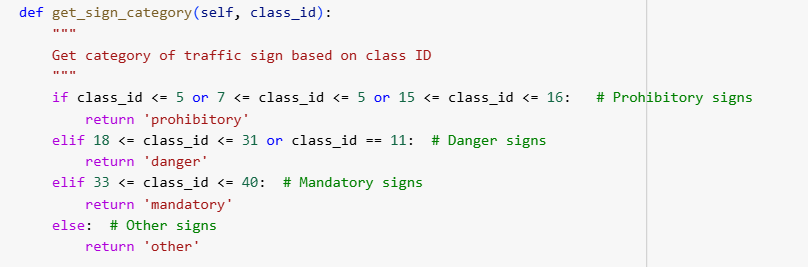 def get_sign_category(self, class_id):
    """
    Get category of traffic sign based on class ID
    """
    if class_id <= 5 or 7 <= class_id <= 5 or 15 <= class_id <= 16:   # Prohibitory signs
        return 'prohibitory'
    elif 18 <= class_id <= 31 or class_id == 11:  # Danger signs
        return 'danger'
    elif 33 <= class_id <= 40:  # Mandatory signs
        return 'mandatory'
    else:  # Other signs
        return 'other'